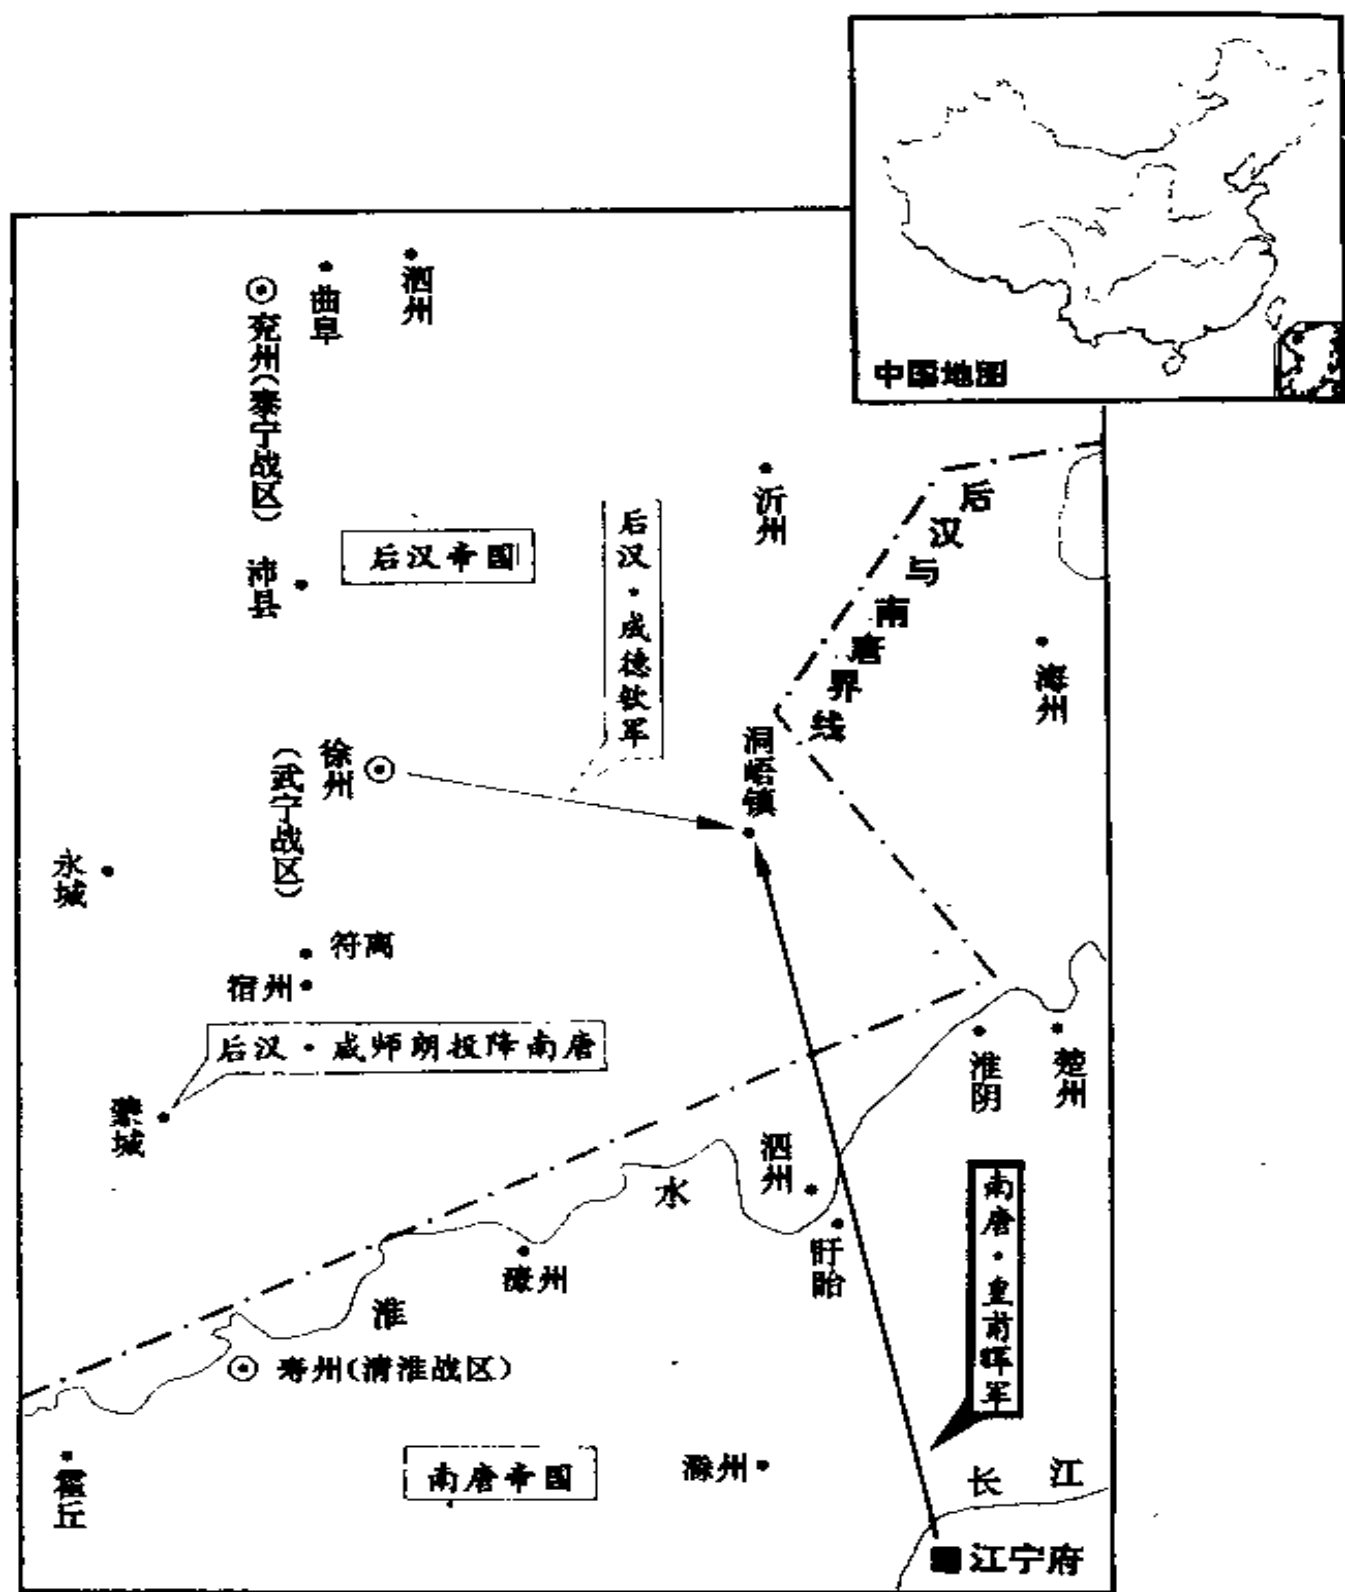 中国地图
泗州
曲阜
兖州(泰宁战区)
沛县
后汉帝国
后汉·成德钦军
沂州
后汉与南唐界线
海州
洞峿镇
徐州
(武宁战区)
永城
符离
宿州
后汉·咸师朗投降南唐
淮阴
楚州
泗州
盱眙
水
淮
濠州
寿州(清淮战区)
南唐·皇甫晖军
霍丘
南唐帝国
滁州
长江
江宁府